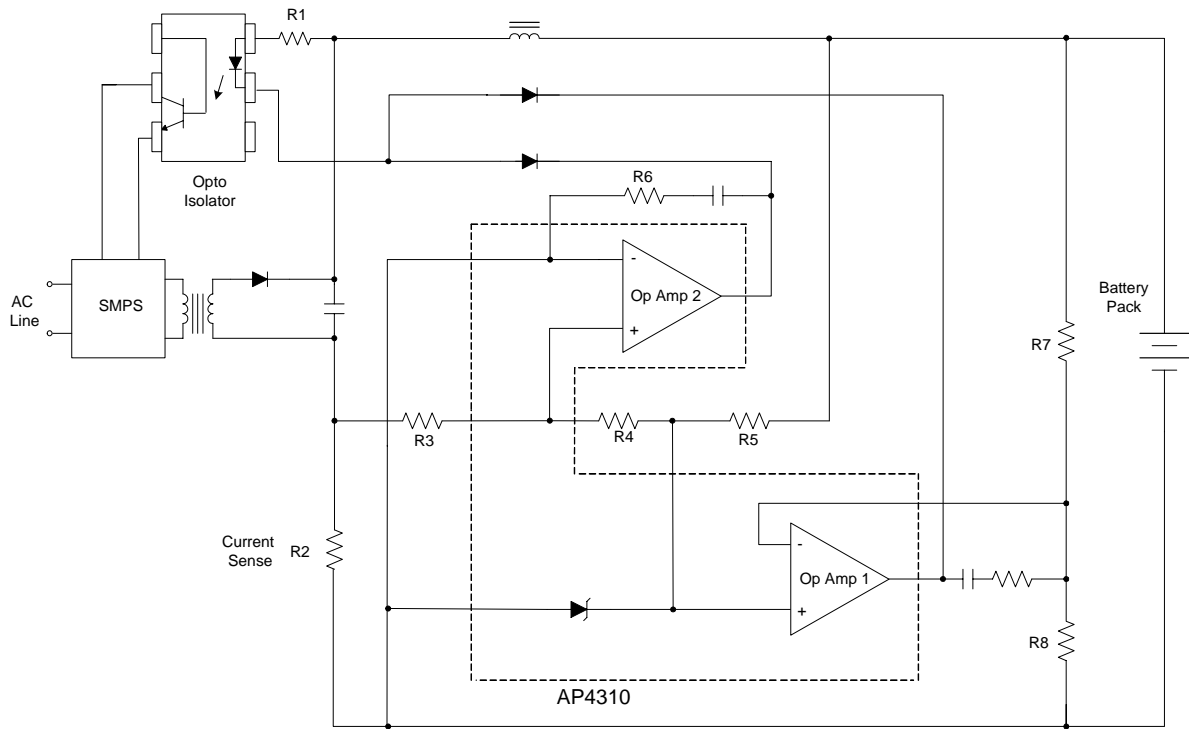 R1
Opto
Isolator
R6
-
Op Amp 2
+
AC
Line
SMPS
Battery
Pack
R7
R3
R4
R5
Current
Sense
R2
-
Op Amp 1
+
R8
AP4310